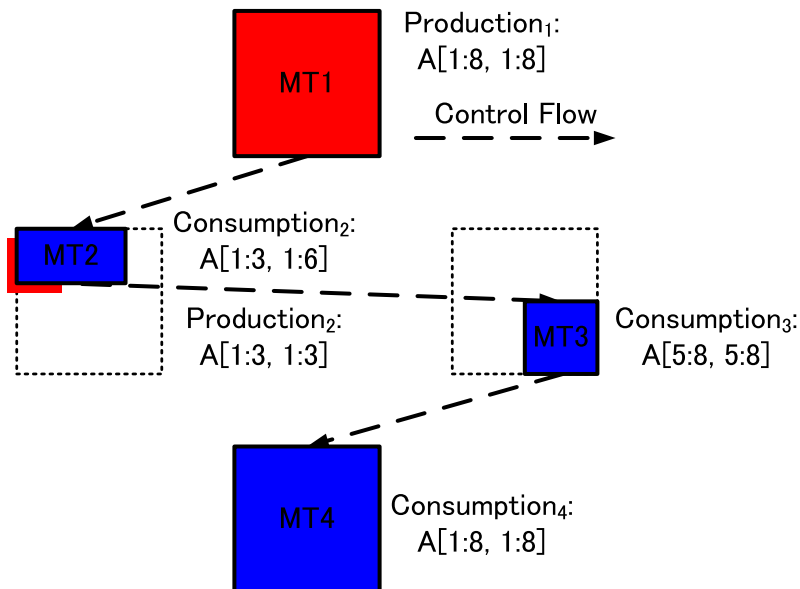 Production₁:
A[1:8, 1:8]
MT1
Control Flow
Consumption₂:
A[1:3, 1:6]
MT2
Production₂:
A[1:3, 1:3]
MT3
Consumption₃:
A[5:8, 5:8]
MT4
Consumption₄:
A[1:8, 1:8]